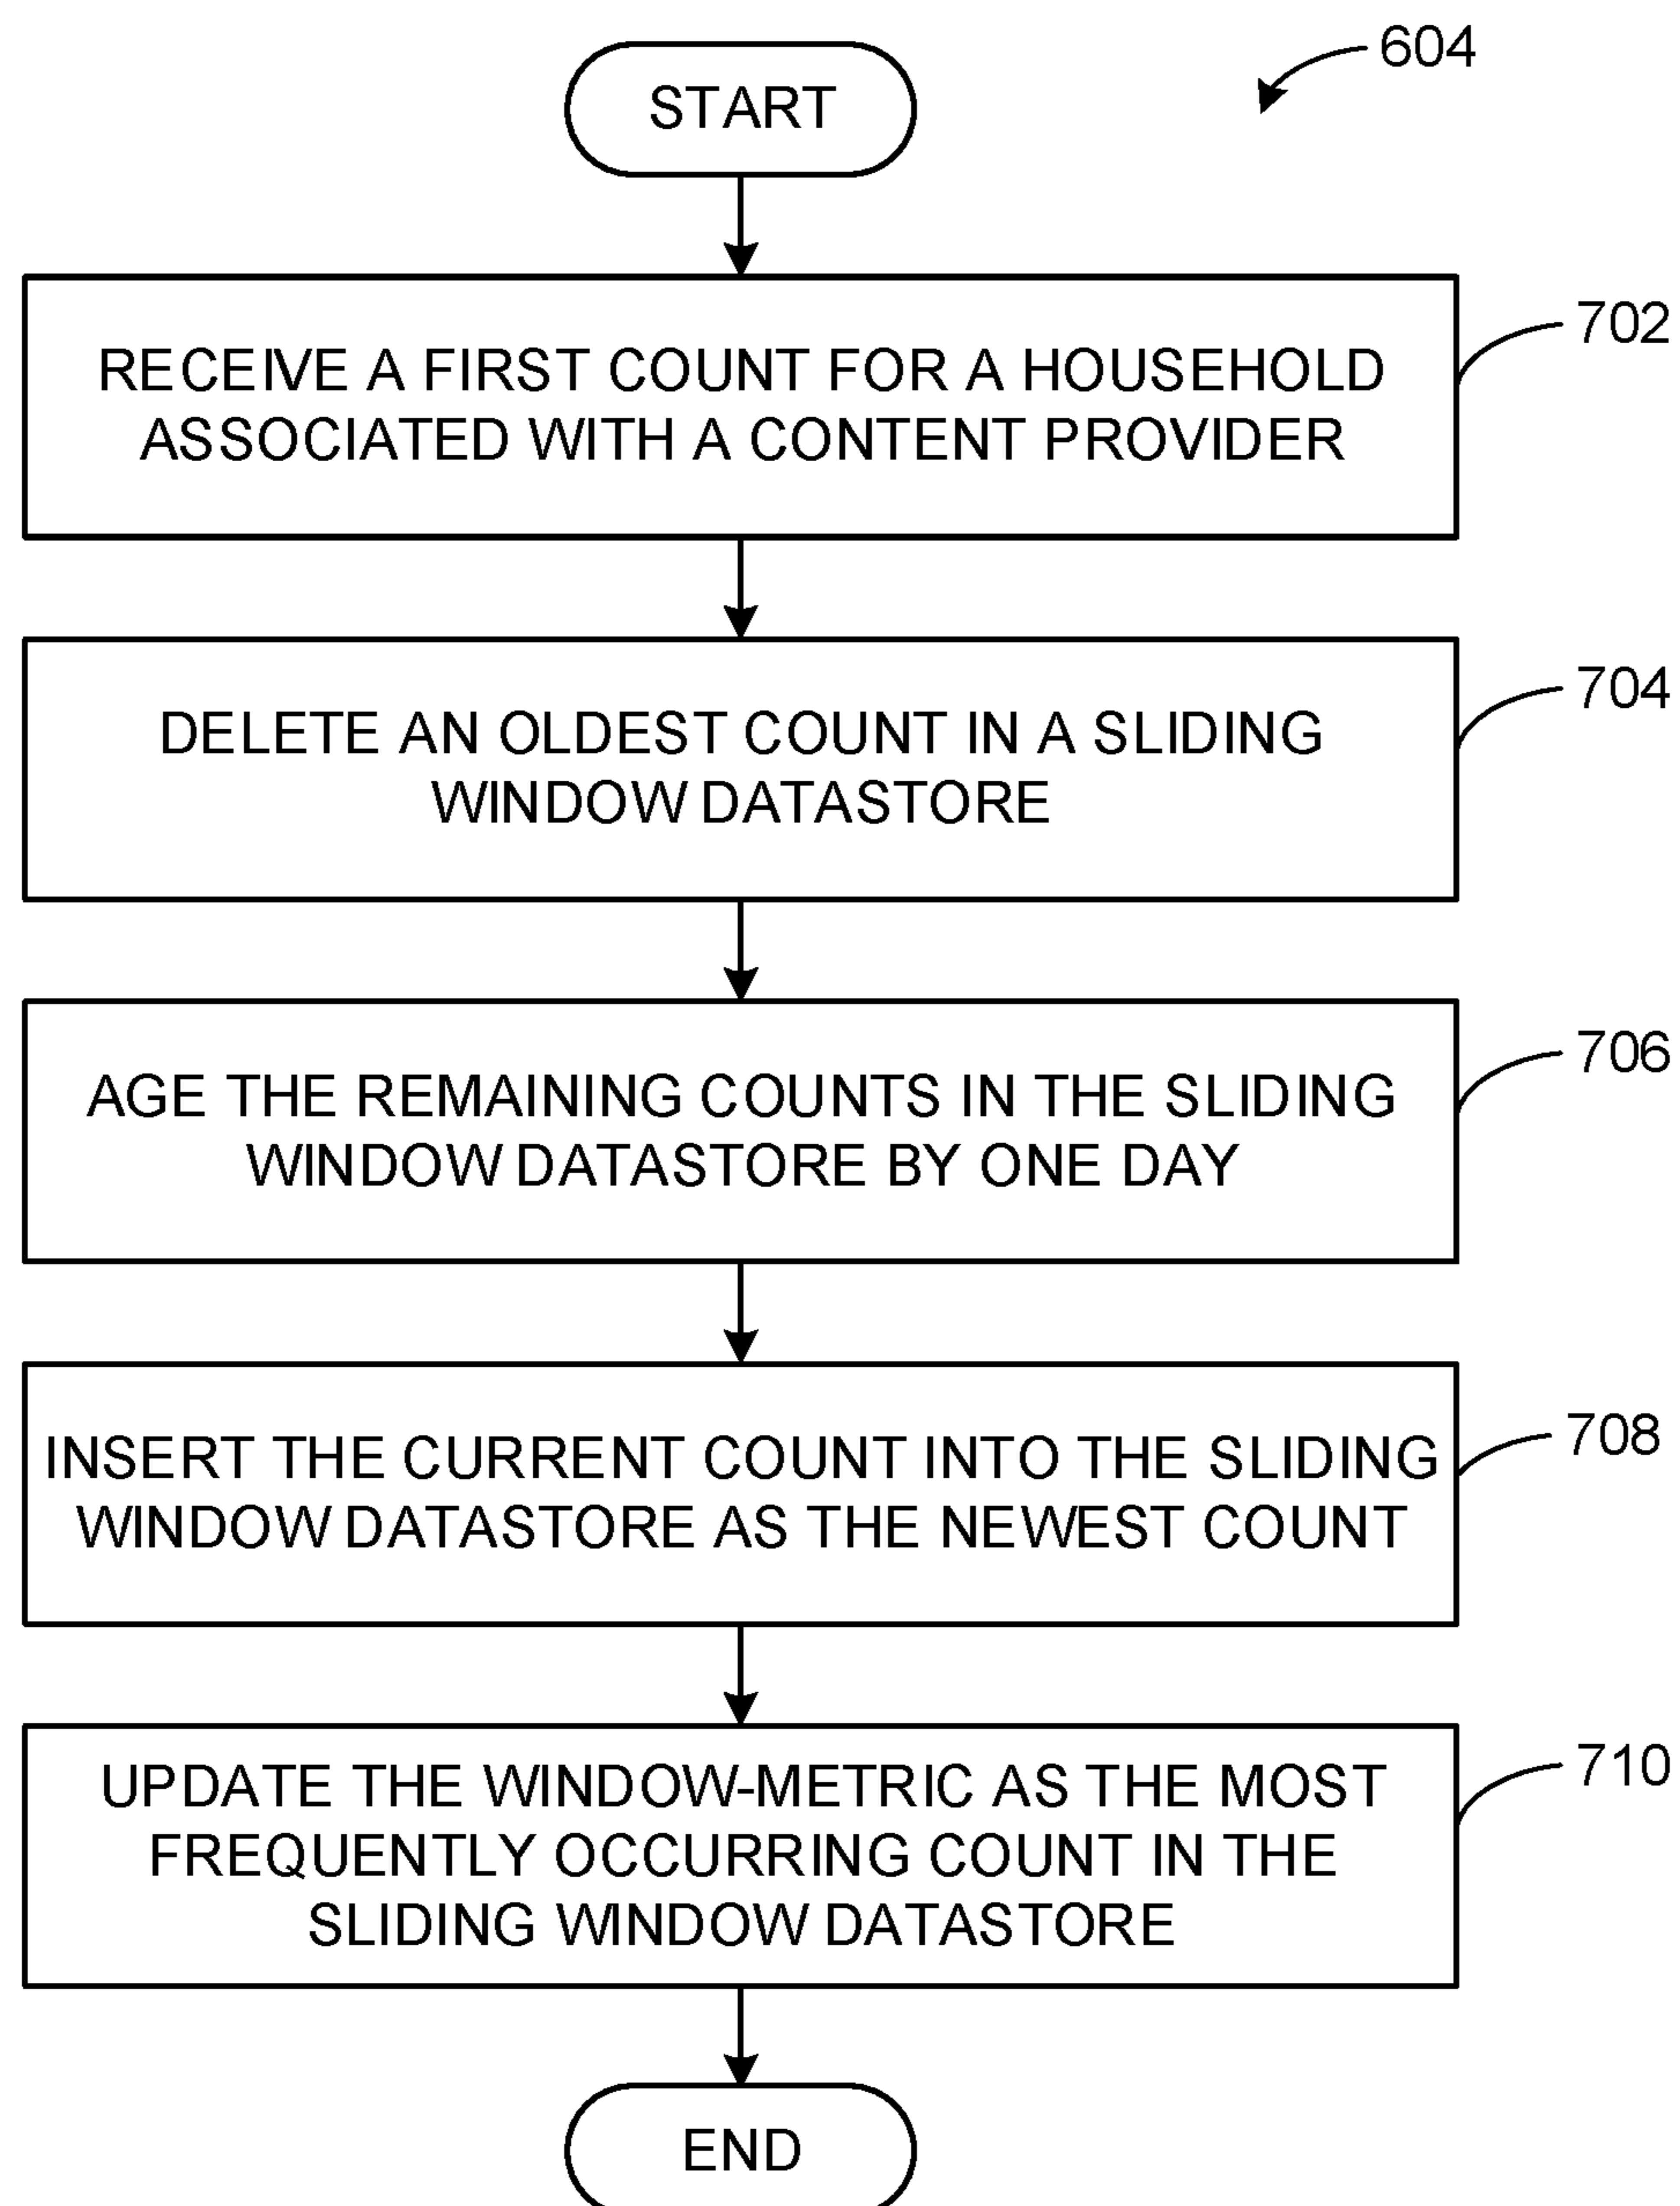 604
START
702
RECEIVE A FIRST COUNT FOR A HOUSEHOLD
ASSOCIATED WITH A CONTENT PROVIDER
704
DELETE AN OLDEST COUNT IN A SLIDING
WINDOW DATASTORE
706
AGE THE REMAINING COUNTS IN THE SLIDING
WINDOW DATASTORE BY ONE DAY
708
INSERT THE CURRENT COUNT INTO THE SLIDING
WINDOW DATASTORE AS THE NEWEST COUNT
710
UPDATE THE WINDOW-METRIC AS THE MOST
FREQUENTLY OCCURRING COUNT IN THE
SLIDING WINDOW DATASTORE
END